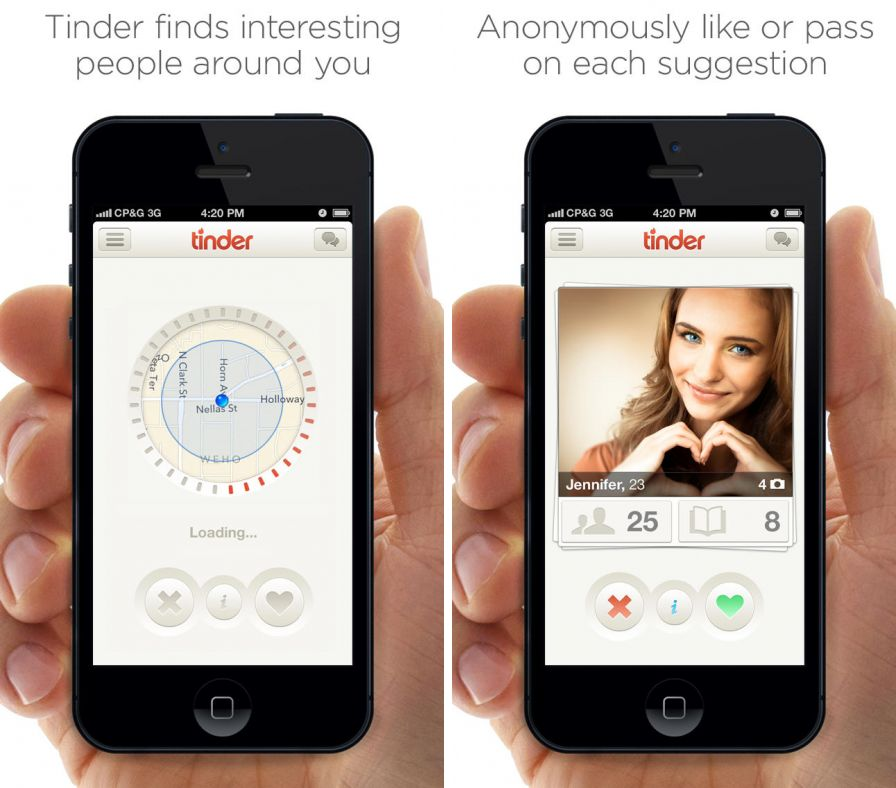 Tinder finds interesting
people around you
CP&G 3G
4:20 PM
tinder
N Clark St
Horn A
Nellas St
Holloway
eta Ter
WEHO
Loading...
i
Anonymously like or pass
on each suggestion
CP&G 3G
4:20 PM
tinder
Jennifer, 23
4
25
8
i